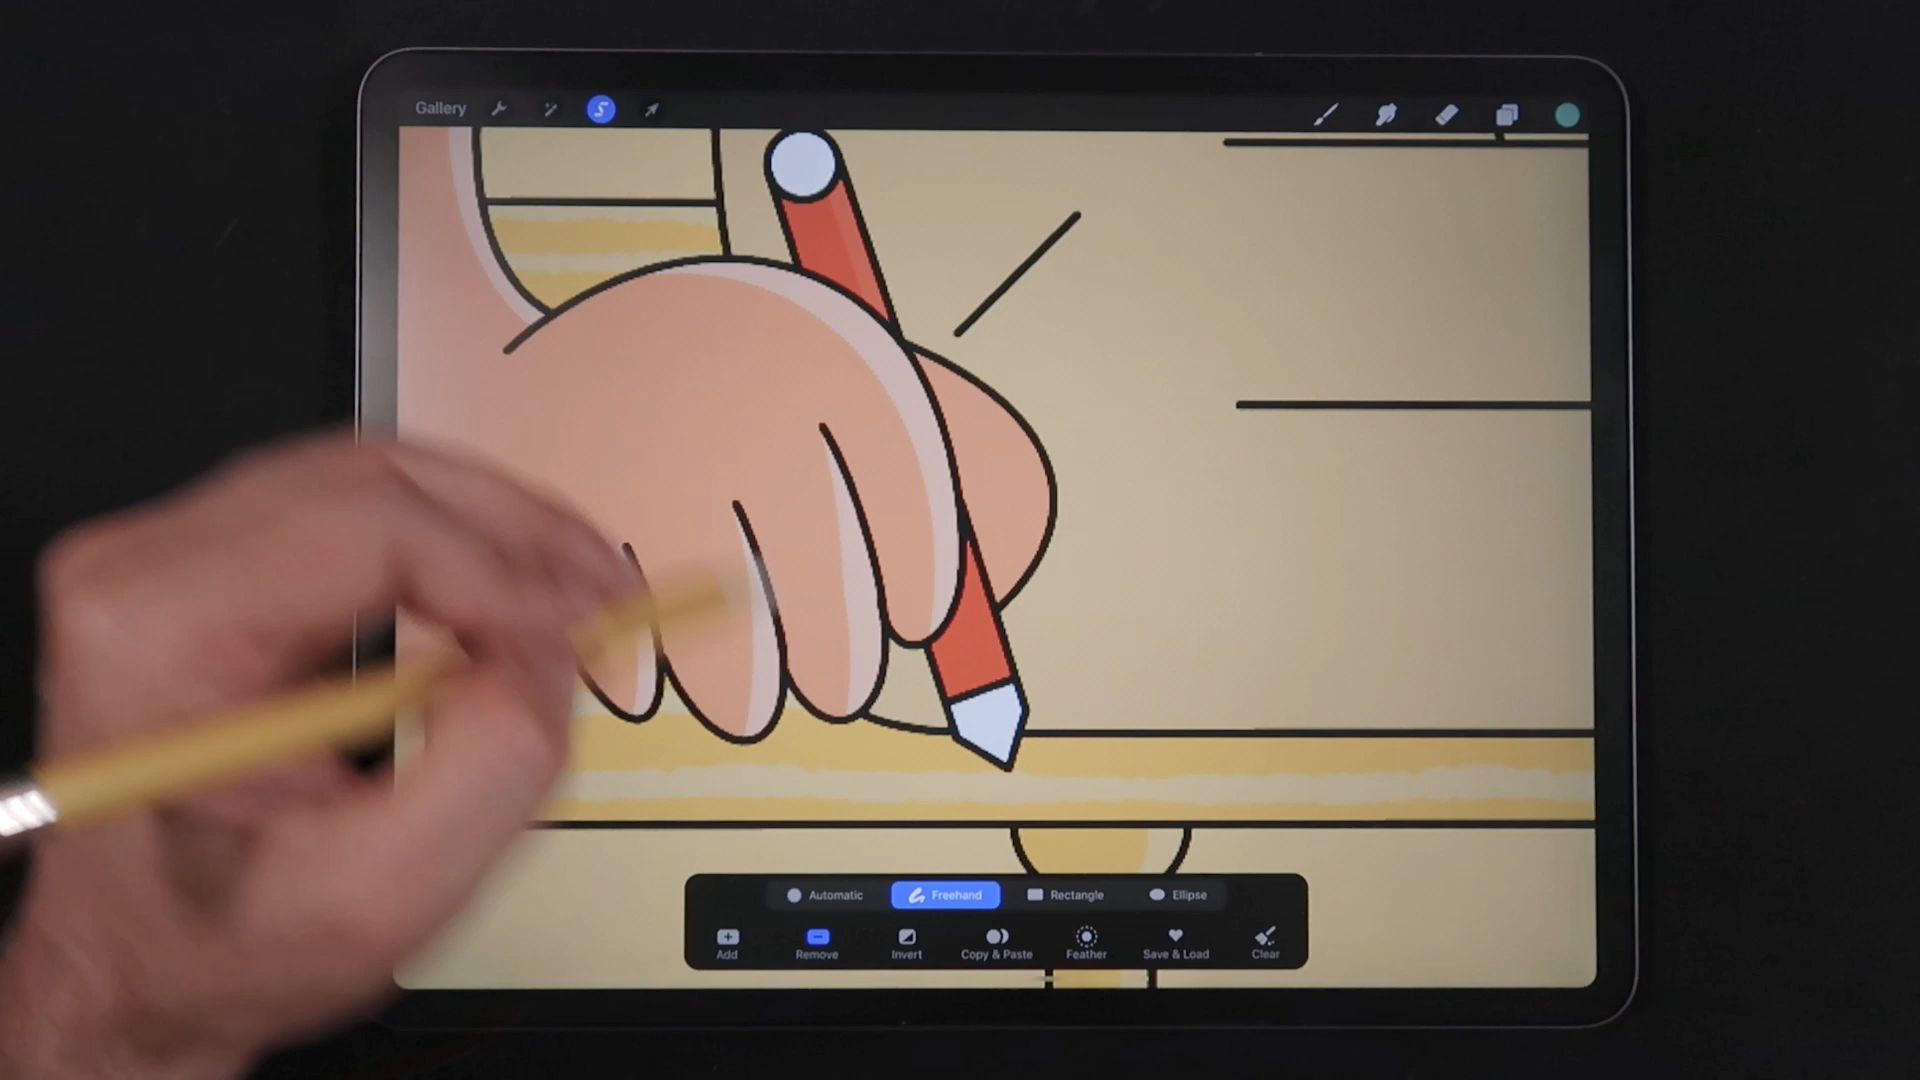 Gallery
Automatic Freehand Rectangle Ellipse
Add Remove Invert Copy & Paste Feather Save & Load Clear